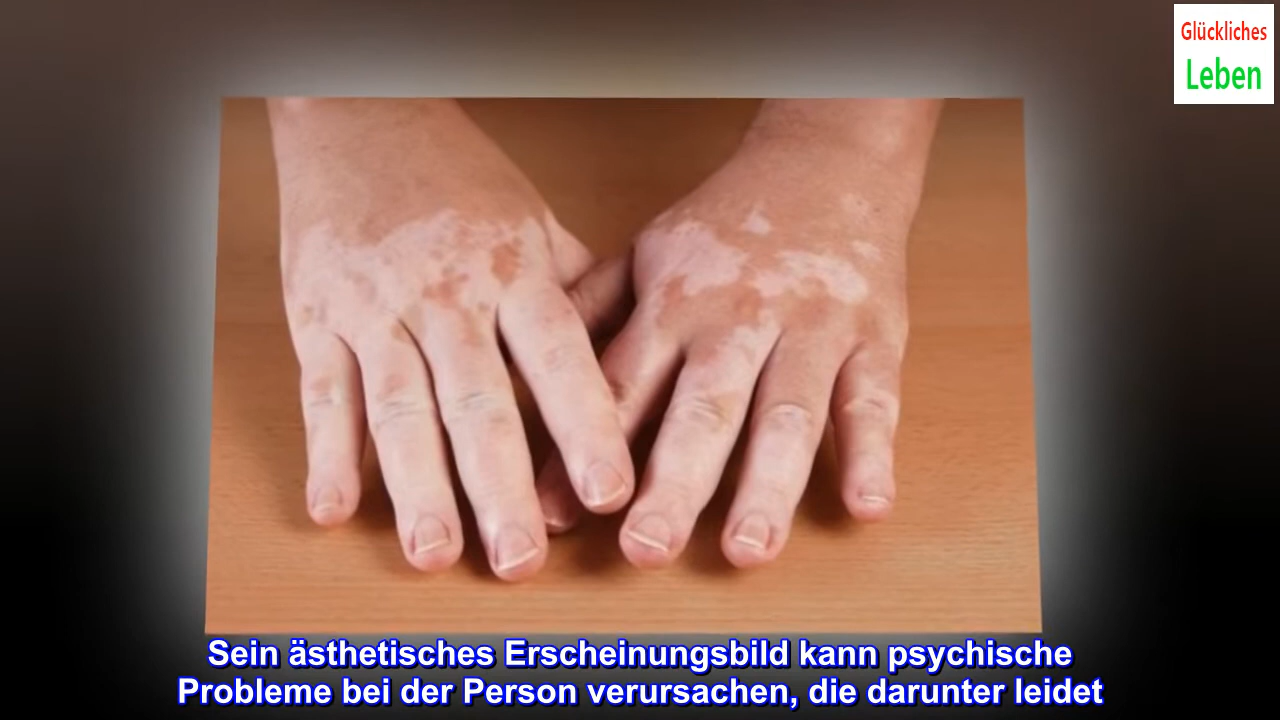 Glückliches
Leben
Sein ästhetisches Erscheinungsbild kann psychische
Probleme bei der Person verursachen, die darunter leidet